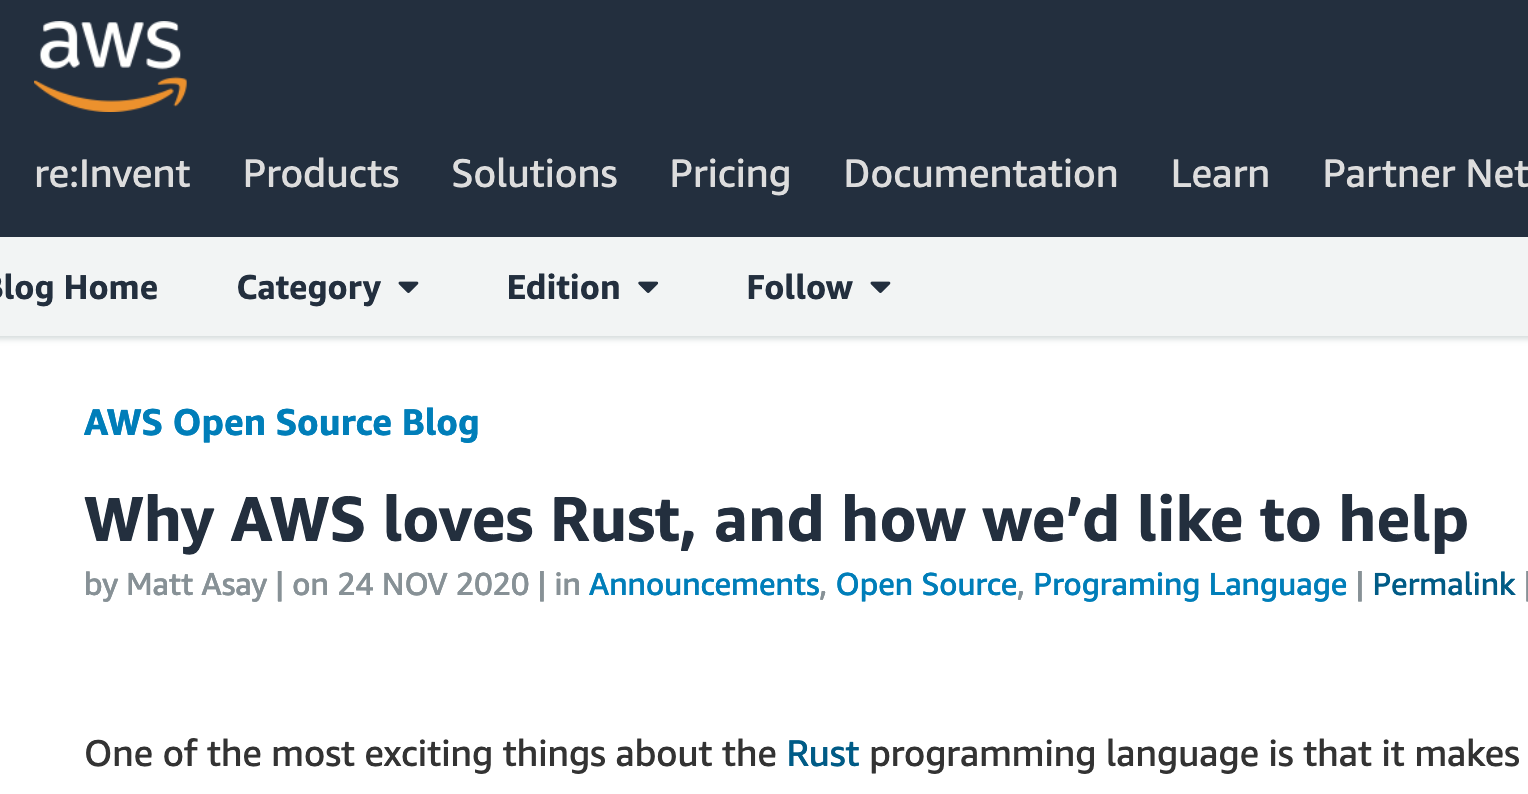 aws
re:Invent Products Solutions Pricing Documentation Learn Partner Net
log Home Category Edition Follow
AWS Open Source Blog
Why AWS loves Rust, and how we’d like to help
by Matt Asay | on 24 NOV 2020 | in Announcements, Open Source, Programing Language | Permalink |
One of the most exciting things about the Rust programming language is that it makes